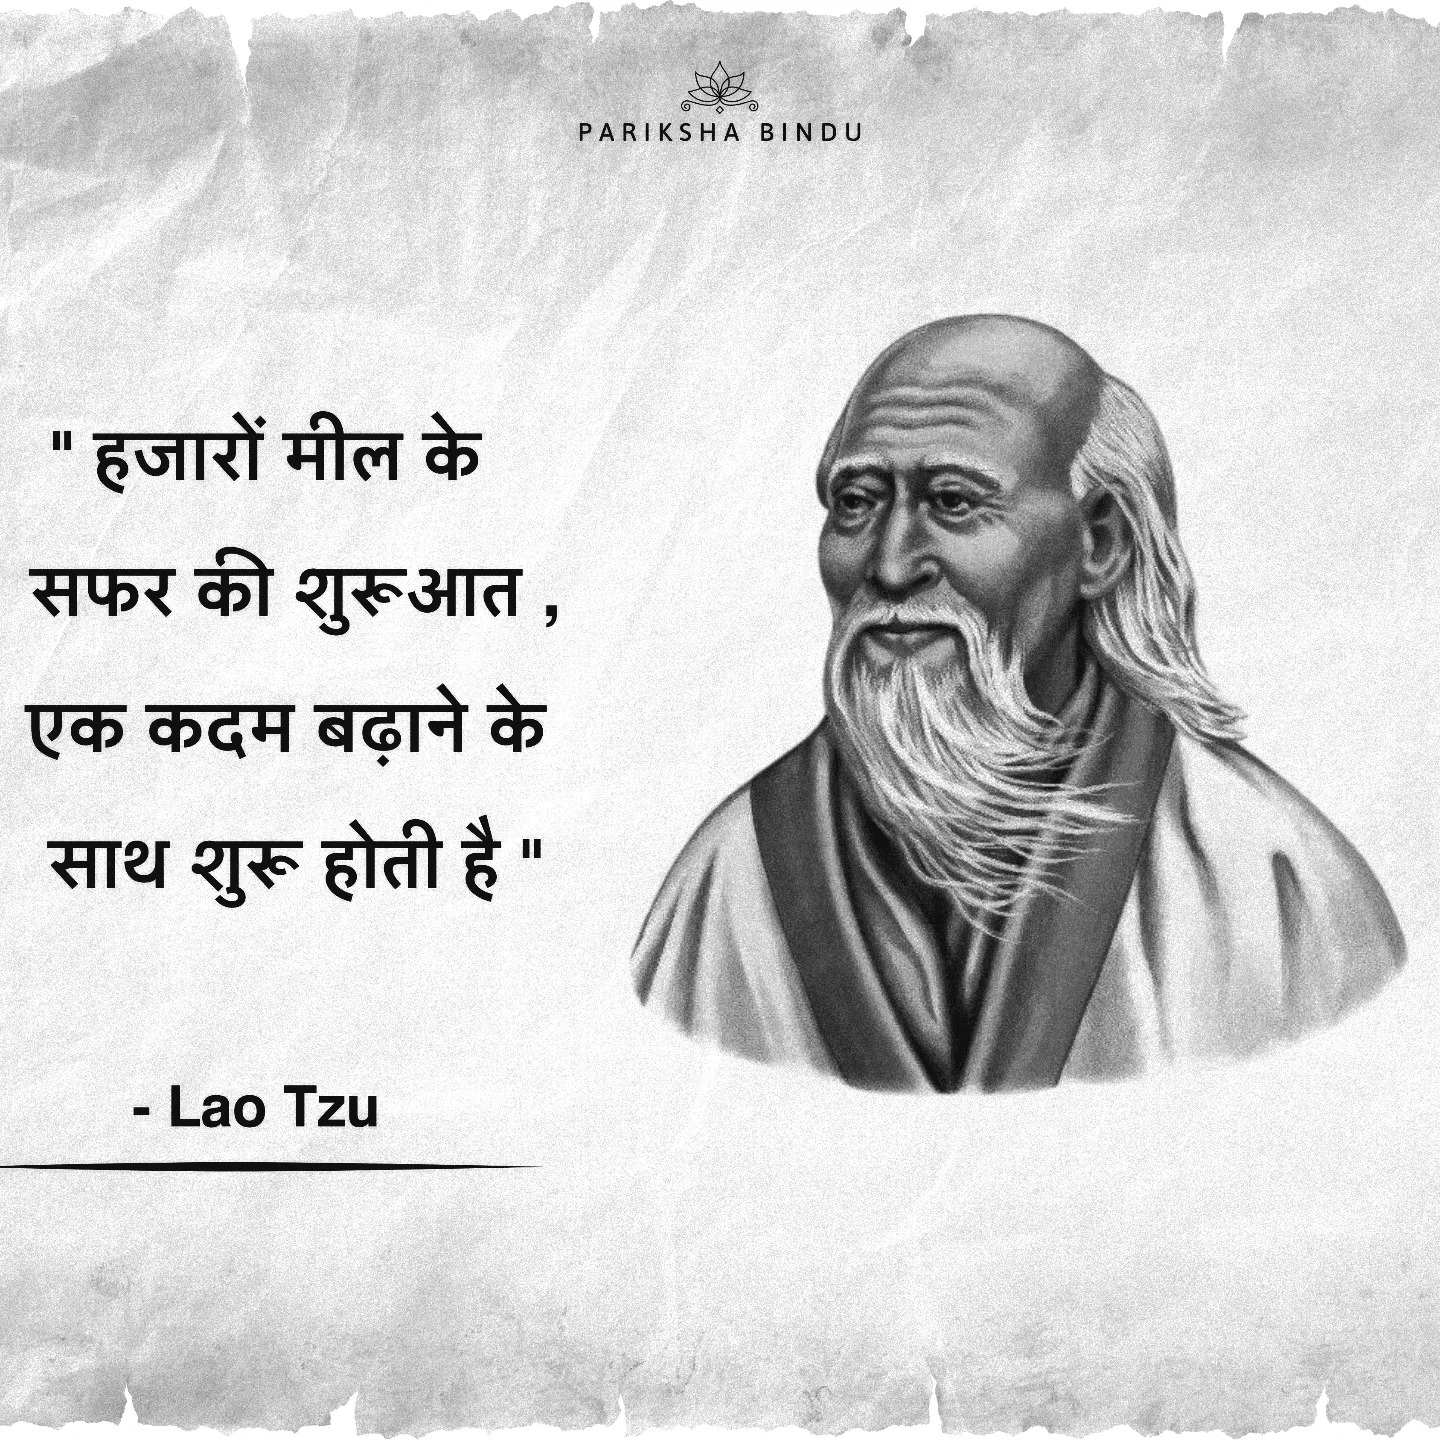 PARIKSHA BINDU
" हजारों मील के
सफर की शुरूआत ,
एक कदम बढ़ाने के
साथ शुरू होती है "
- Lao Tzu